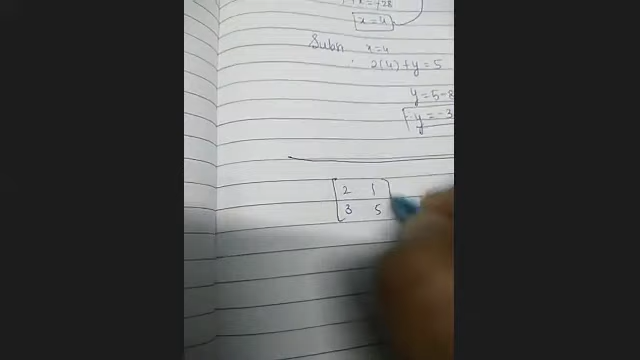 x = 4
Subn x = 4
2(4) + y = 5
y = 5 - 8
y = -3
2 1
3 5